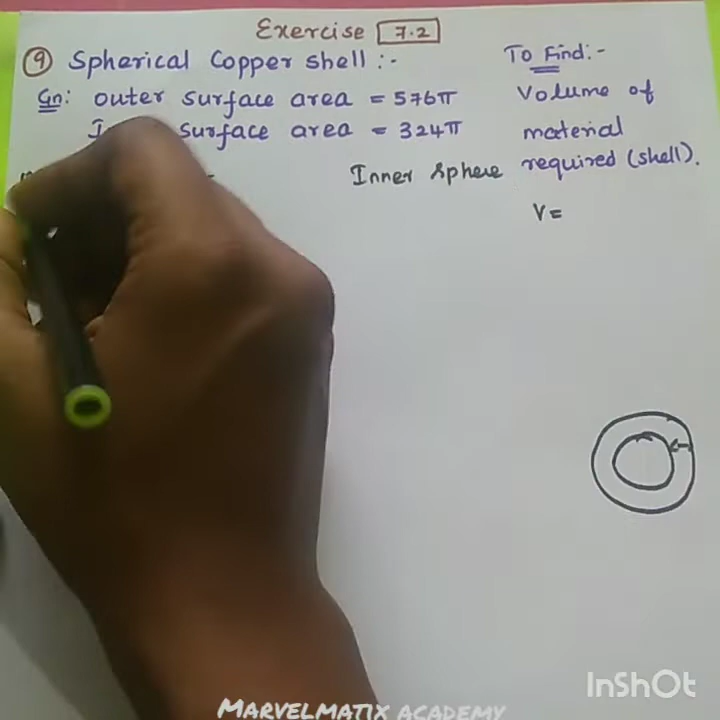 Exercise 7.2
⑨ Spherical Copper shell :-
To Find:-
Gn: outer surface area = 576π
Volume of
surface area = 324π
material
Inner sphere
required (shell).
V=
InShOt
MARVELMATIX ACADEMY